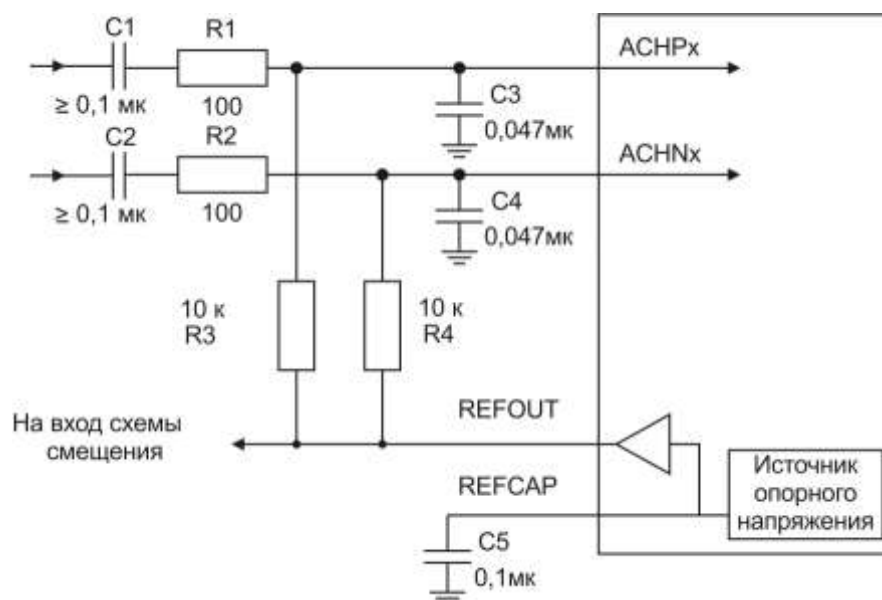 C1
R1
ACHPx
≥ 0,1 мк
100
C3
0,047мк
C2
R2
ACHNx
≥ 0,1 мк
100
C4
0,047мк
10 к
R3
10 к
R4
На вход схемы
смещения
REFOUT
REFCAP
Источник
опорного
напряжения
C5
0,1мк